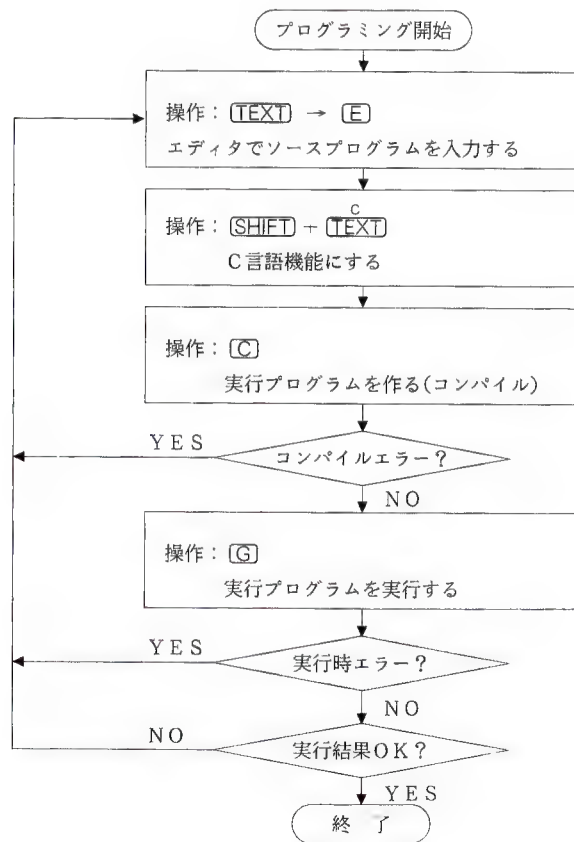 プログラミング開始
操作：TEXT → E
エディタでソースプログラムを入力する
C
操作：SHIFT + TEXT
C言語機能にする
操作：C
実行プログラムを作る(コンパイル)
YES
コンパイルエラー？
NO
操作：G
実行プログラムを実行する
YES
実行時エラー？
NO
NO
実行結果OK？
YES
終 了